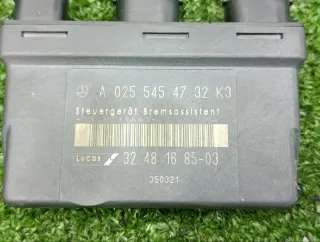 A 025 545 47 32 K3
Steuergerät Bremsassistent
Lucas 32 48 16 85-03
350321